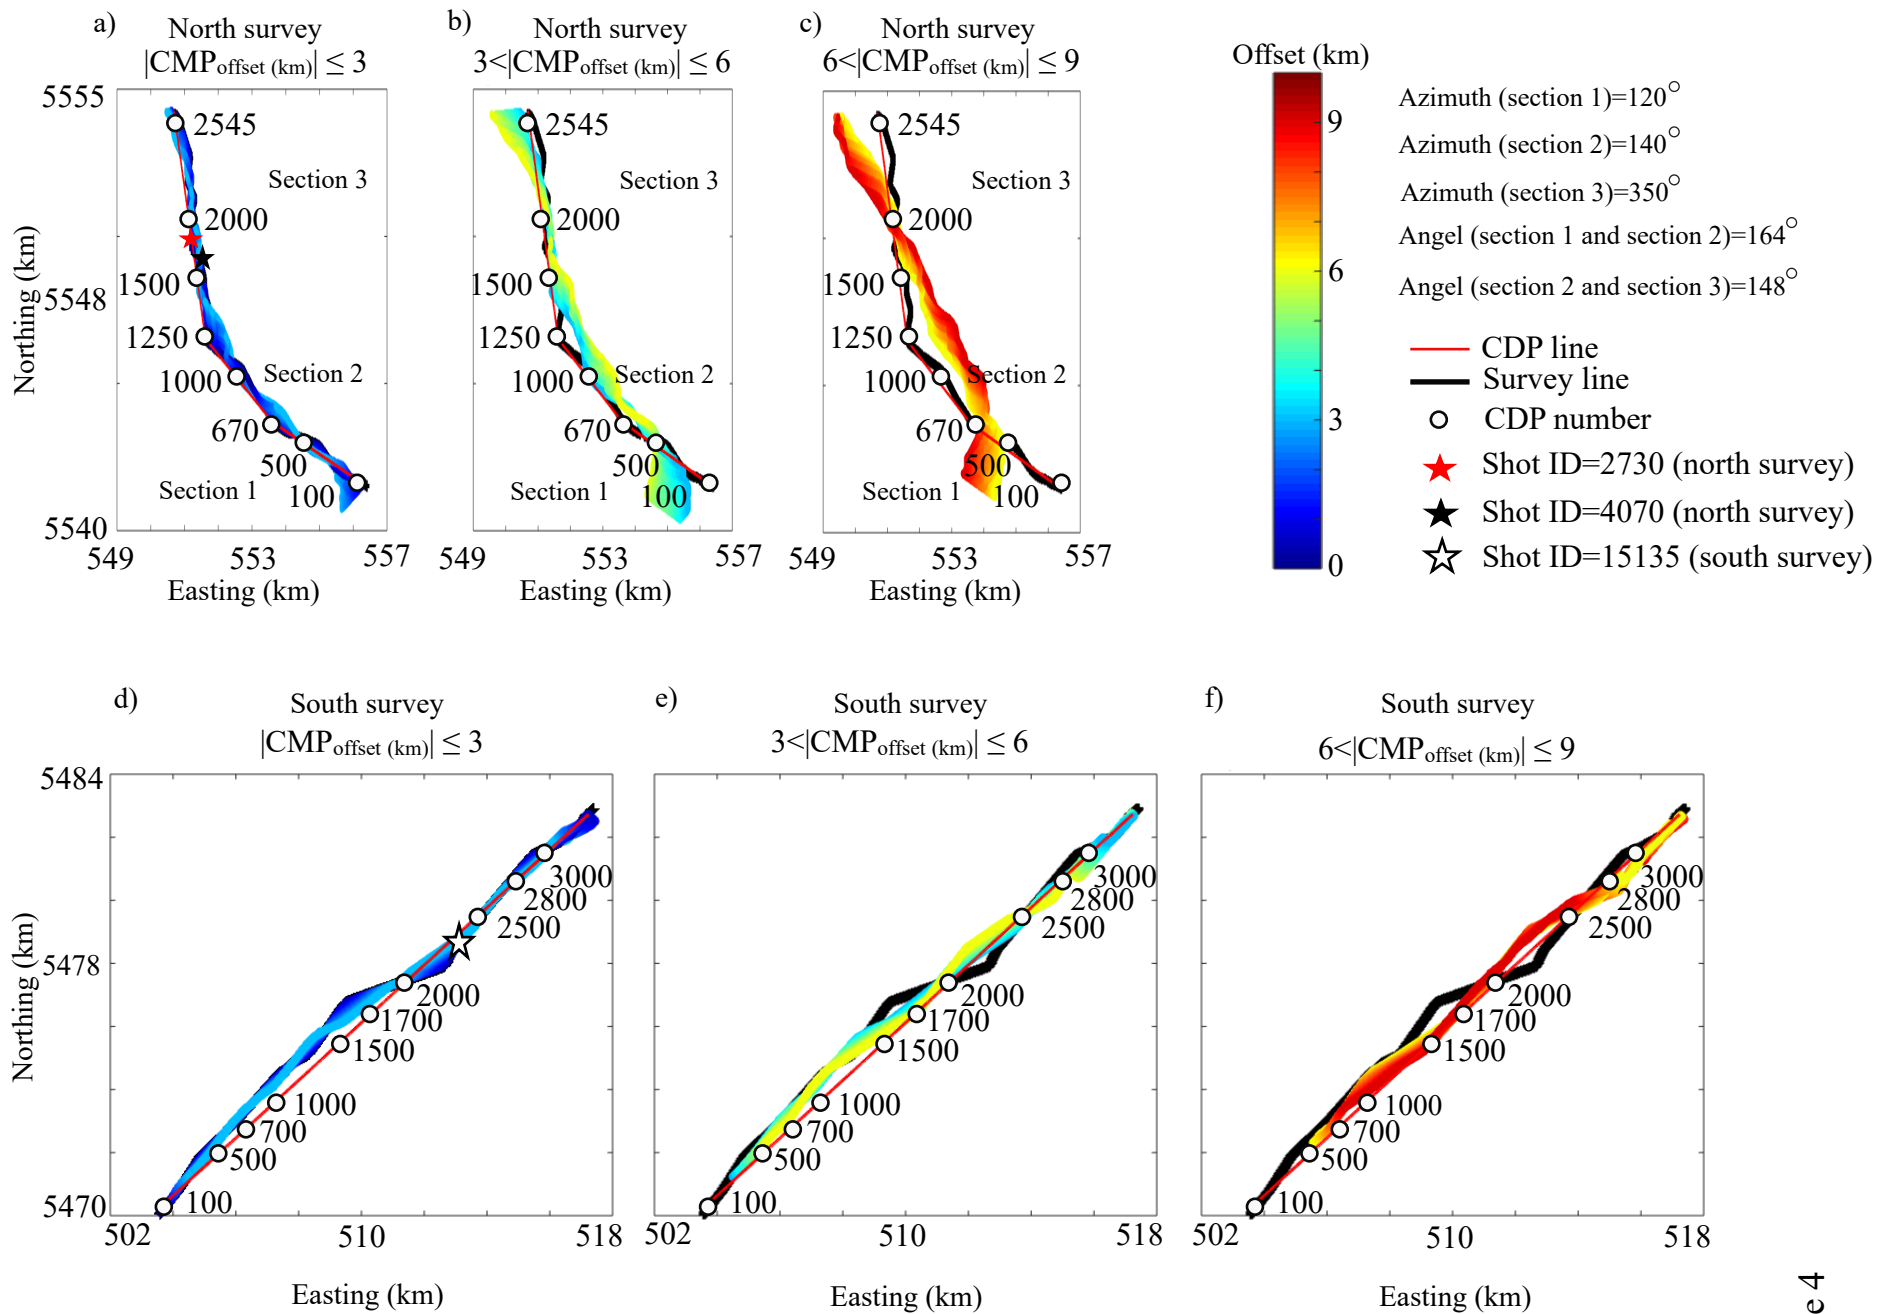 a)
North survey
|CMPoffset (km)| ≤ 3
b)
North survey
3<|CMPoffset (km)| ≤ 6
c)
North survey
6<|CMPoffset (km)| ≤ 9
Offset (km)
9
6
3
0
Azimuth (section 1)=120°
Azimuth (section 2)=140°
Azimuth (section 3)=350°
Angel (section 1 and section 2)=164°
Angel (section 2 and section 3)=148°
CDP line
Survey line
CDP number
Shot ID=2730 (north survey)
Shot ID=4070 (north survey)
Shot ID=15135 (south survey)
Northing (km)
5555
5548
5540
2545
Section 3
2000
1500
1250
1000
Section 2
670
500
Section 1
100
549
553
557
Easting (km)
2545
Section 3
2000
1500
1250
1000
Section 2
670
500
Section 1
100
549
553
557
Easting (km)
2545
Section 3
2000
1500
1250
1000
Section 2
670
500
Section 1
100
549
553
557
Easting (km)
d)
South survey
|CMPoffset (km)| ≤ 3
e)
South survey
3<|CMPoffset (km)| ≤ 6
f)
South survey
6<|CMPoffset (km)| ≤ 9
Northing (km)
5484
5478
5470
3000
2800
2500
2000
1700
1500
1000
700
500
100
502
510
518
Easting (km)
3000
2800
2500
2000
1700
1500
1000
700
500
100
502
510
518
Easting (km)
3000
2800
2500
2000
1700
1500
1000
700
500
100
502
510
518
Easting (km)
e 4